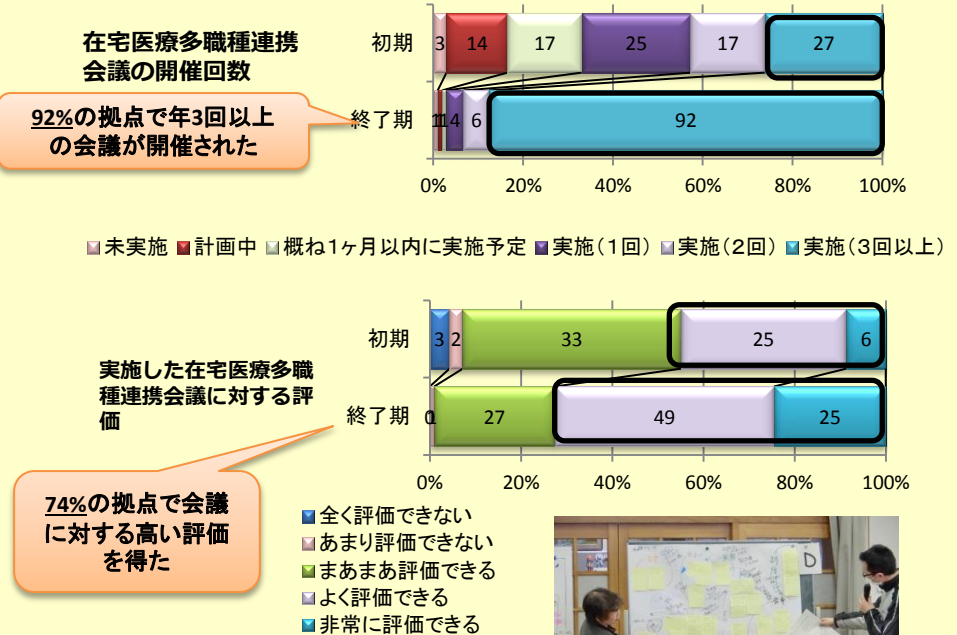 在宅医療多職種連携
会議の開催回数
92%の拠点で年3回以上
の会議が開催された
初期
3 14 17 25 17 27
終了期
1 1 4 6 92
0% 20% 40% 60% 80% 100%
未実施 計画中 概ね1ヶ月以内に実施予定 実施(1回) 実施(2回) 実施(3回以上)
実施した在宅医療多職
種連携会議に対する評
価
74%の拠点で会議
に対する高い評価
を得た
初期
3 2 33 25 6
終了期
0 1 27 49 25
0% 20% 40% 60% 80% 100%
全く評価できない
あまり評価できない
まあまあ評価できる
よく評価できる
非常に評価できる
D